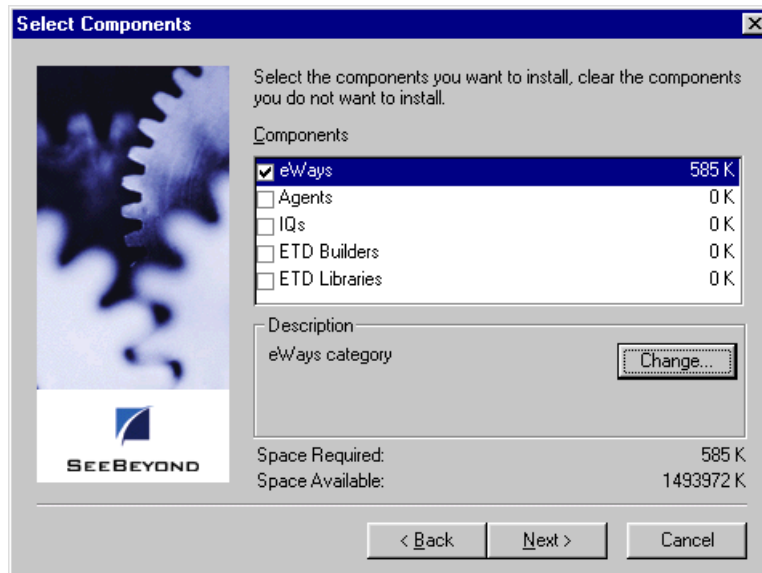 Select Components
Select the components you want to install, clear the components
you do not want to install.
Components
eWays 585 K
Agents 0 K
IQs 0 K
ETD Builders 0 K
ETD Libraries 0 K
Description
eWays category
Change...
SEEBEYOND
Space Required: 585 K
Space Available: 1493972 K
< Back
Next >
Cancel